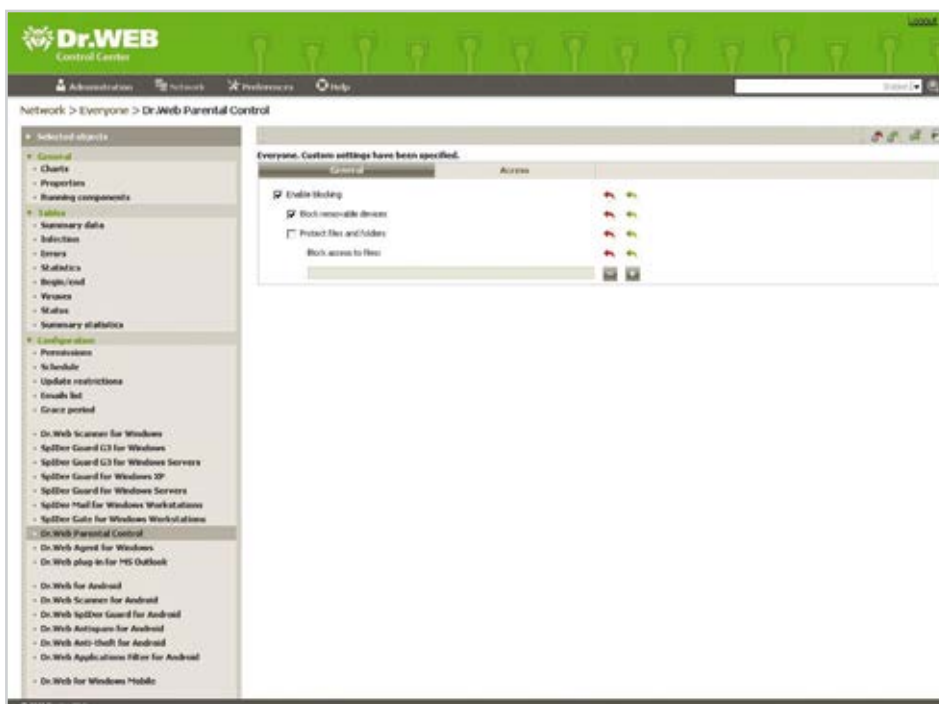 Logout
Dr.WEB
Control Center
Administration Network Preferences Help
Station
Network > Everyone > Dr.Web Parental Control
Selected objects
General
Charts
Properties
Running components
Tables
Summary data
Infection
Errors
Statistics
Begin/end
Viruses
Status
Summary statistics
Configuration
Permissions
Schedule
Update restrictions
Emails list
Grace period
Dr.Web Scanner for Windows
SpIDer Guard G3 for Windows
SpIDer Guard G3 for Windows Servers
SpIDer Guard for Windows XP
SpIDer Guard for Windows Servers
SpIDer Mail for Windows Workstations
SpIDer Gate for Windows Workstations
Dr.Web Parental Control
Dr.Web Agent for Windows
Dr.Web plug-in for MS Outlook
Dr.Web for Android
Dr.Web Scanner for Android
Dr.Web SpIDer Guard for Android
Dr.Web Antispam for Android
Dr.Web Anti-theft for Android
Dr.Web Applications Filter for Android
Dr.Web for Windows Mobile
Everyone. Custom settings have been specified.
General Access
Enable blocking
Block removable devices
Protect files and folders
Block access to files: